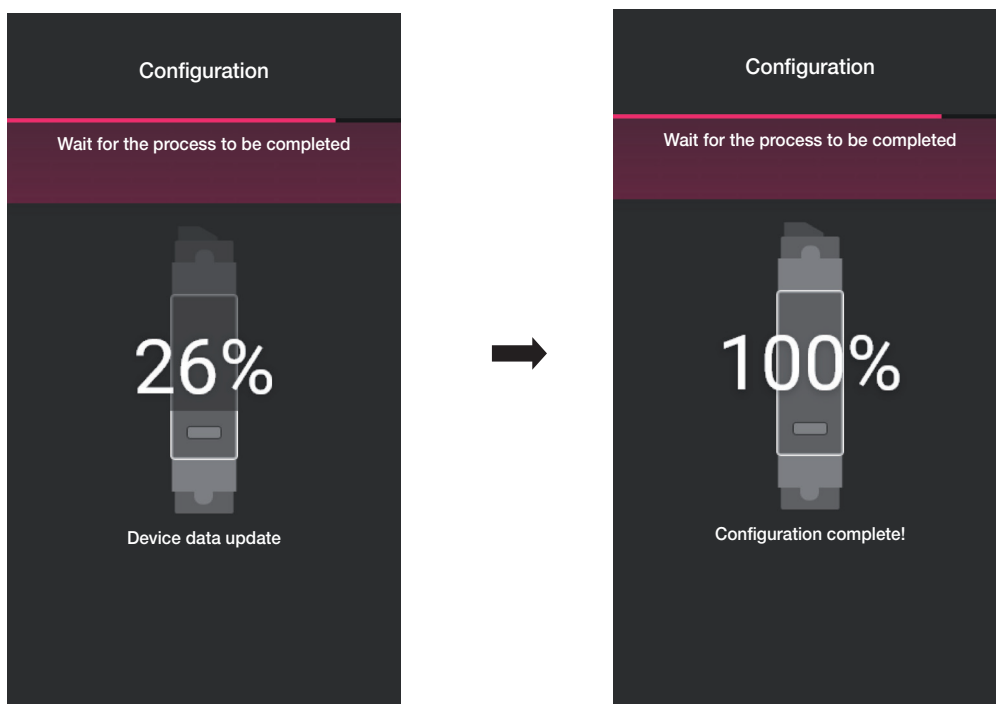 Configuration
Wait for the process to be completed
26%
Device data update
Configuration
Wait for the process to be completed
100%
Configuration complete!